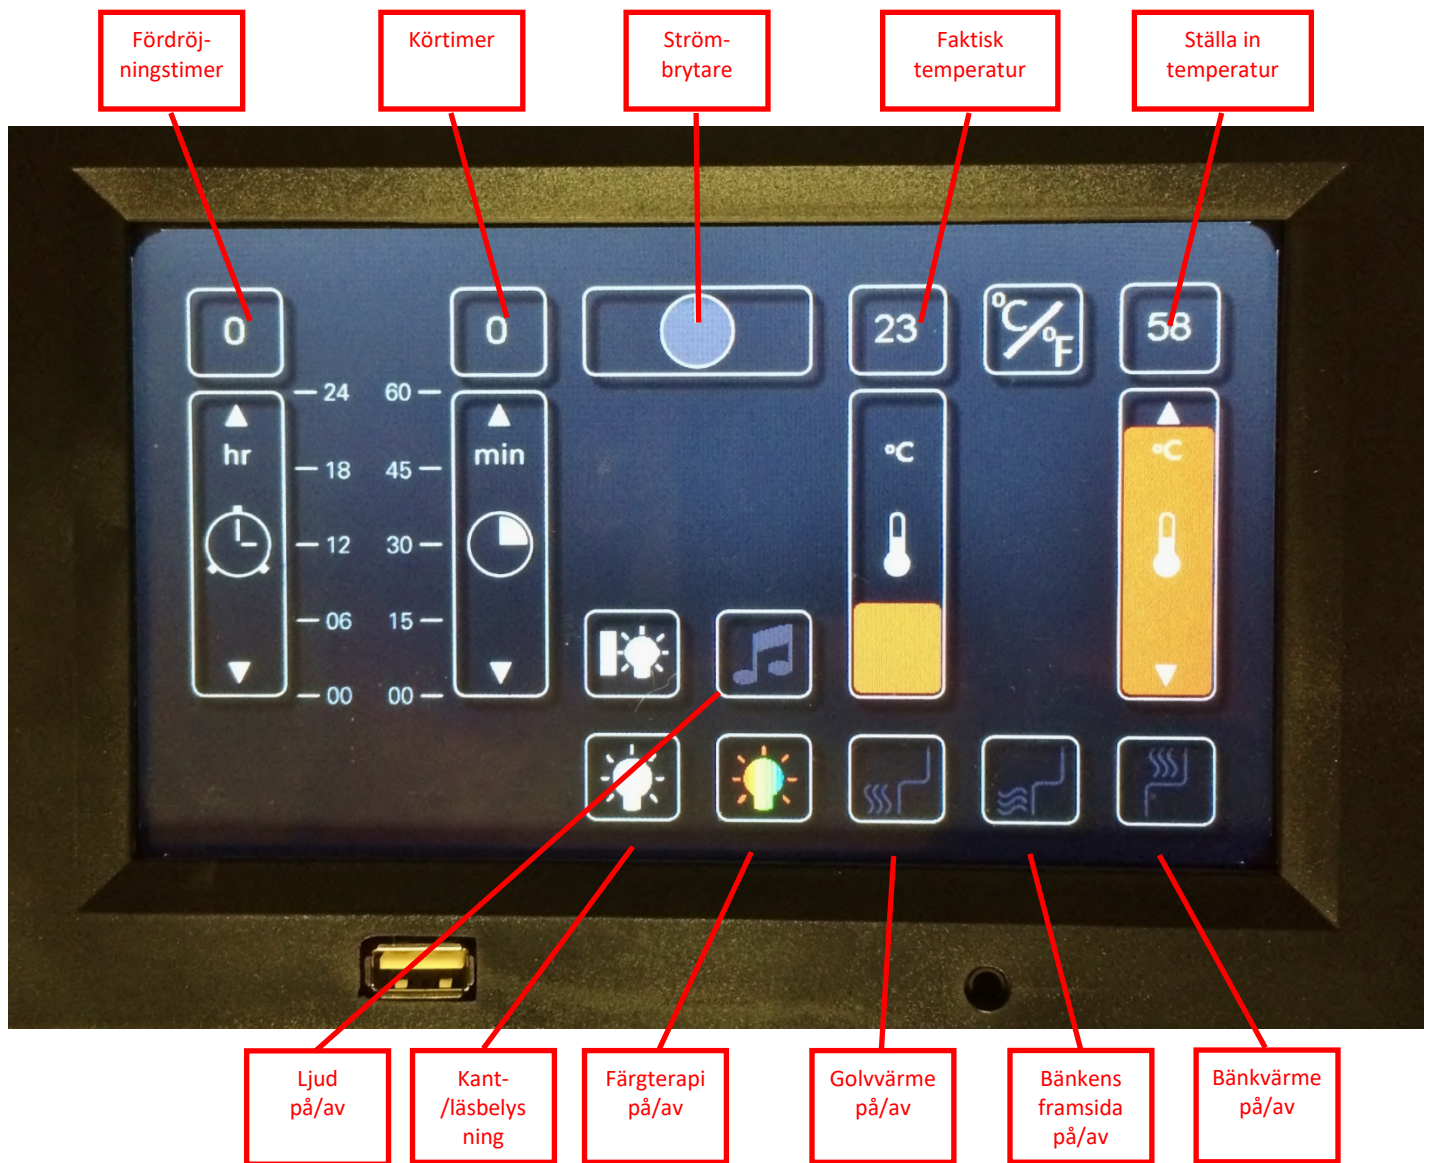 Fördröj-
ningstimer
Körtimer
Ström-
brytare
Faktisk
temperatur
Ställa in
temperatur
0
0
23
°C/°F
58
24
60
hr
min
°C
°C
18
45
12
30
06
15
00
00
Ljud
på/av
Kant-
/läsbelys
ning
Färgterapi
på/av
Golvvärme
på/av
Bänkens
framsida
på/av
Bänkvärme
på/av